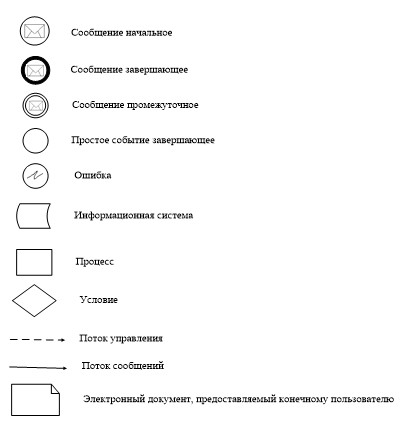 Сообщение начальное
Сообщение завершающее
Сообщение промежуточное
Простое событие завершающее
Ошибка
Информационная система
Процесс
Условие
Поток управления
Поток сообщений
Электронный документ, предоставляемый конечному пользователю